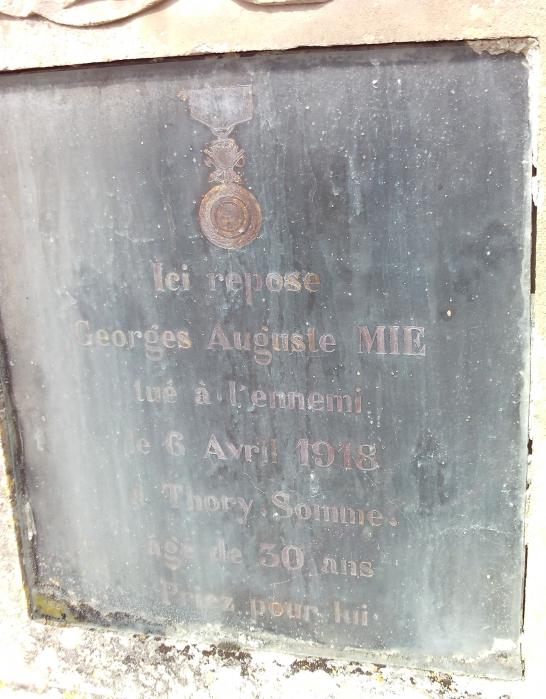 Ici repose
Georges Auguste MIE
tué à l'ennemi
le 6 Avril 1918
à Thory (Somme)
âgé de 30 ans
Priez pour lui.